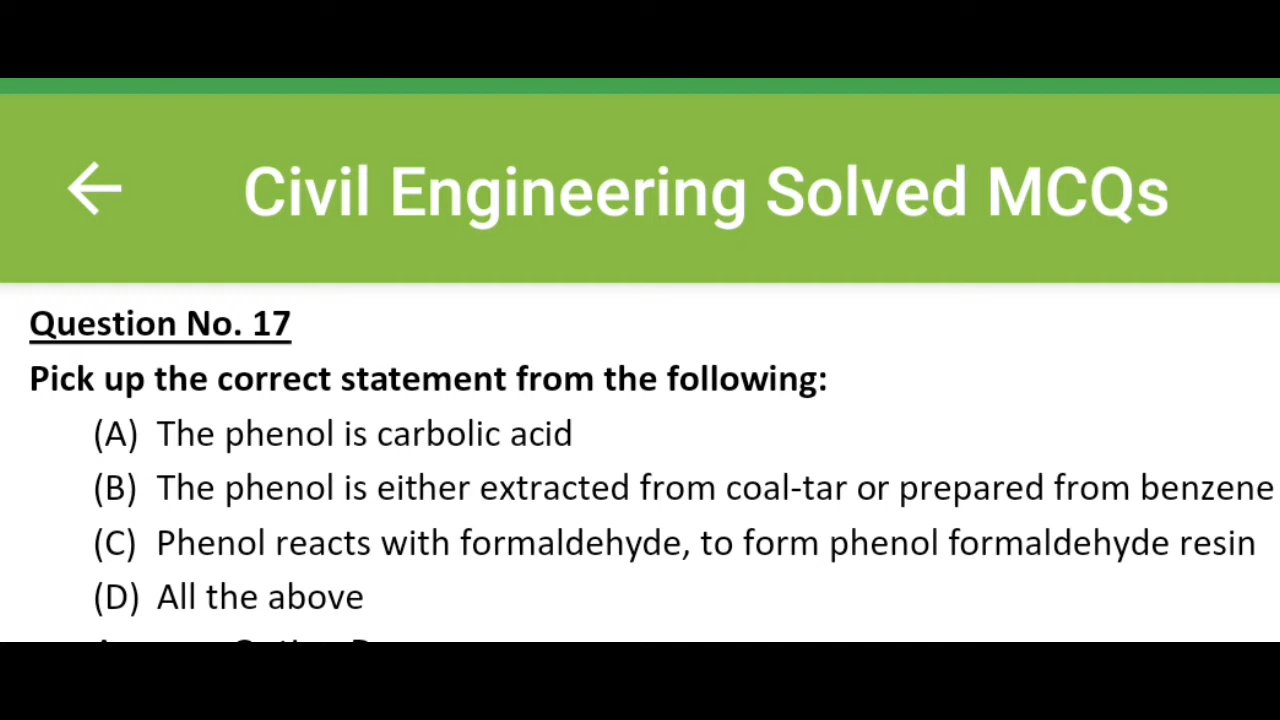 Civil Engineering Solved MCQs
Question No. 17
Pick up the correct statement from the following:
(A) The phenol is carbolic acid
(B) The phenol is either extracted from coal-tar or prepared from benzene
(C) Phenol reacts with formaldehyde, to form phenol formaldehyde resin
(D) All the above